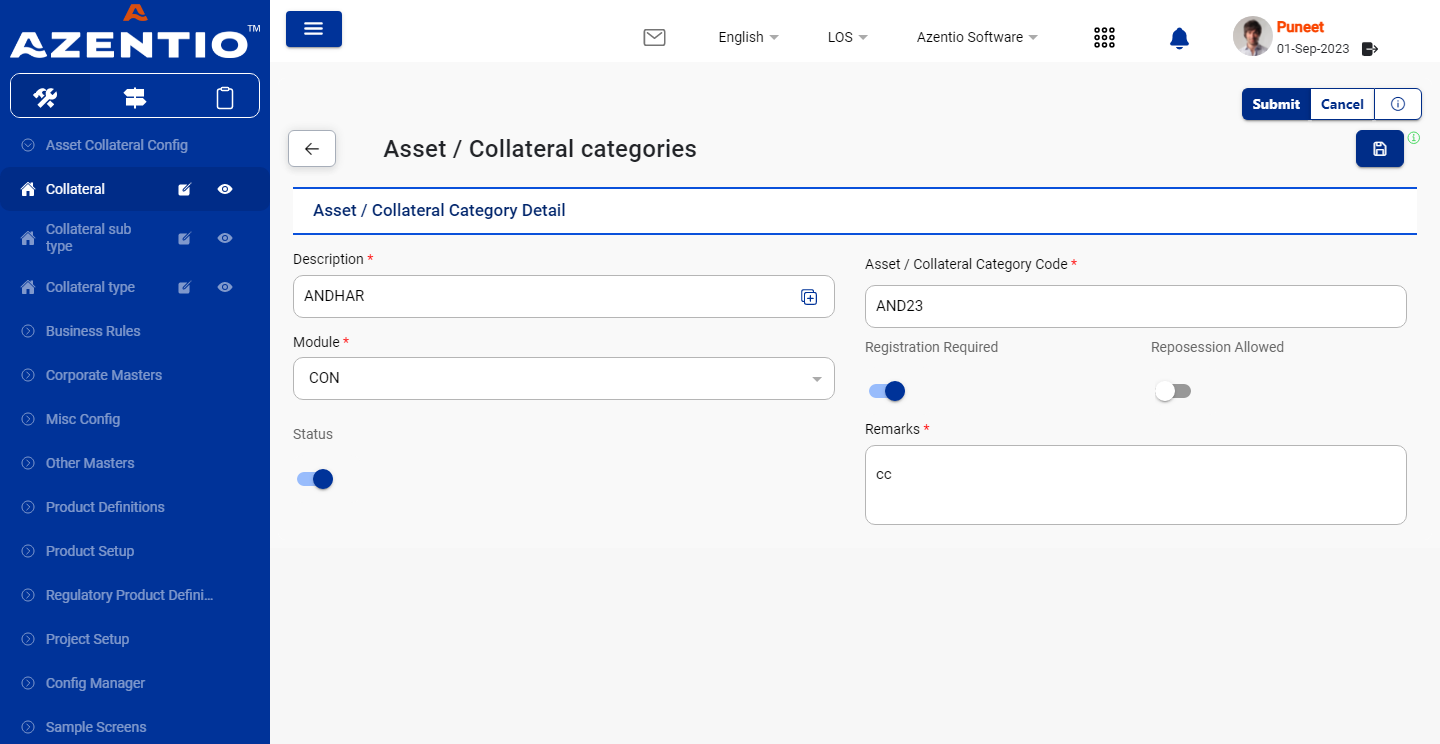 AZENTIO TM
Asset Collateral Config
Collateral
Collateral sub
type
Collateral type
Business Rules
Corporate Masters
Misc Config
Other Masters
Product Definitions
Product Setup
Regulatory Product Defini...
Project Setup
Config Manager
Sample Screens
English
LOS
Azentio Software
Puneet
01-Sep-2023
Submit
Cancel
Asset / Collateral categories
Asset / Collateral Category Detail
Description *
ANDHAR
Asset / Collateral Category Code *
AND23
Module *
CON
Registration Required
Reposession Allowed
Status
Remarks *
cc